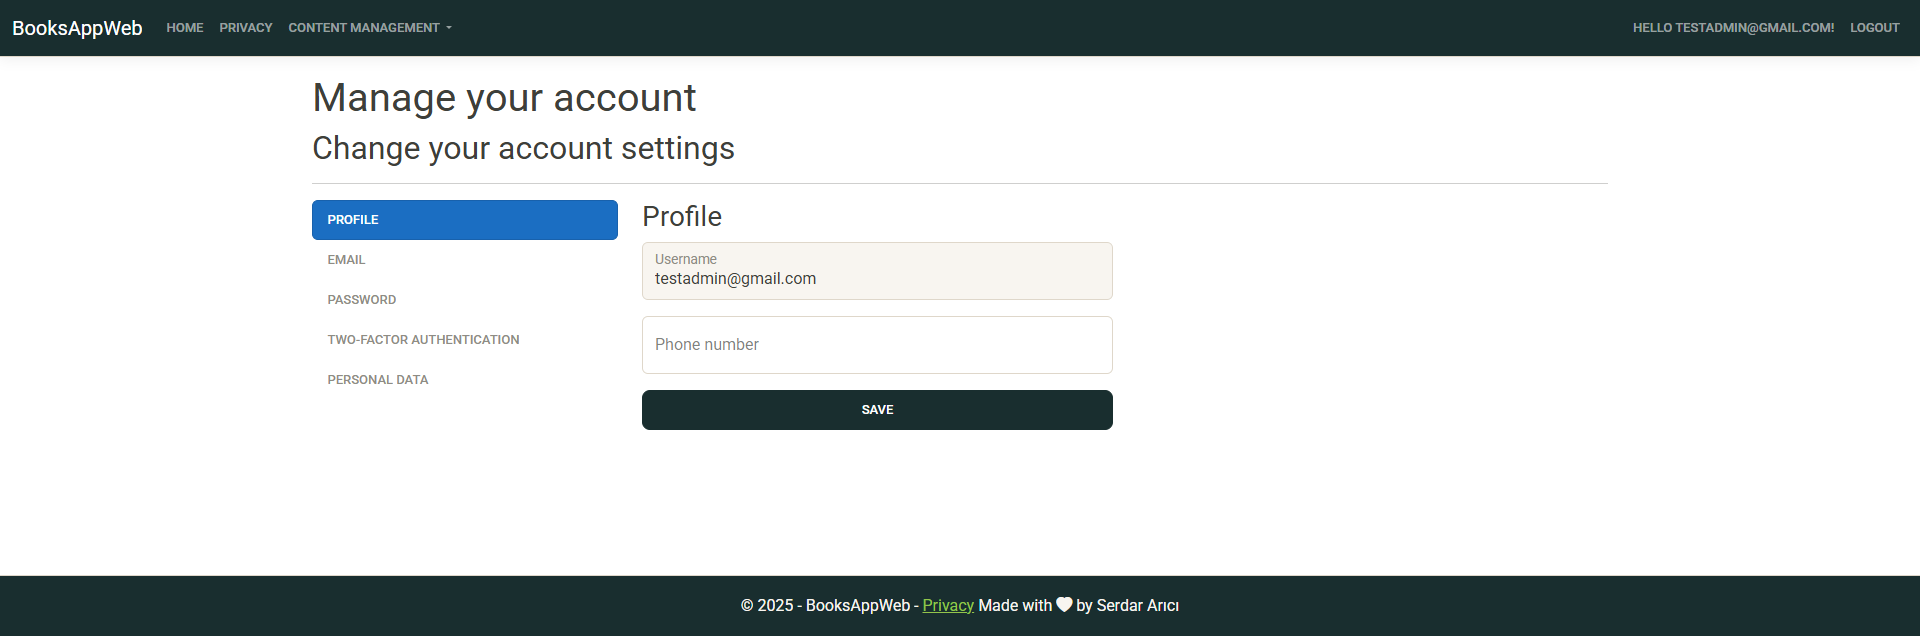 BooksAppWeb HOME PRIVACY CONTENT MANAGEMENT HELLO TESTADMIN@GMAIL.COM! LOGOUT
Manage your account
Change your account settings
PROFILE
EMAIL
PASSWORD
TWO-FACTOR AUTHENTICATION
PERSONAL DATA
Profile
Username
testadmin@gmail.com
Phone number
SAVE
© 2025 - BooksAppWeb - Privacy Made with 🤍 by Serdar Arıcı